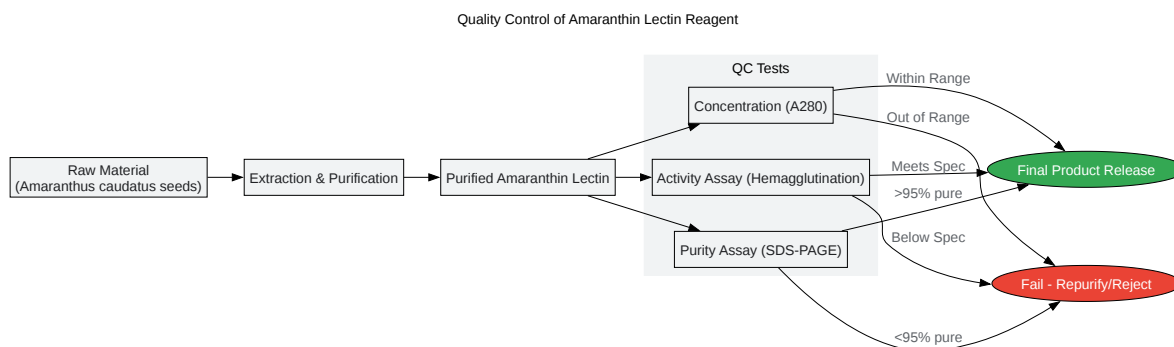 Quality Control of Amaranthin Lectin Reagent
QC Tests
Raw Material
(Amaranthus caudatus seeds)
Extraction & Purification
Purified Amaranthin Lectin
Concentration (A280)
Activity Assay (Hemagglutination)
Purity Assay (SDS-PAGE)
Within Range
Out of Range
Meets Spec
>95% pure
Below Spec
<95% pure
Final Product Release
Fail - Repurify/Reject